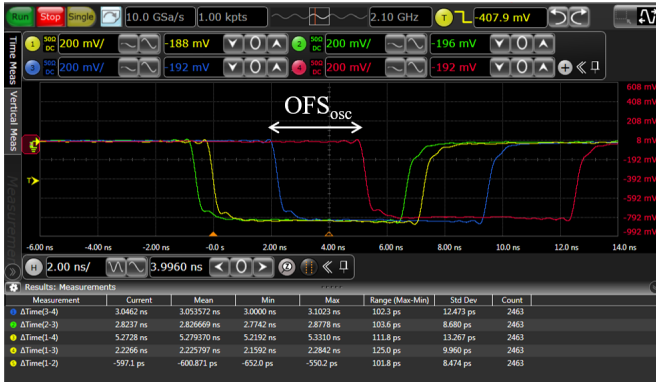 Run Stop Single 10.0 GSa/s 1.00 kpts 2.10 GHz T -407.9 mV
1 50Ω DC 200 mV/ -188 mV 2 50Ω DC 200 mV/ -196 mV
3 50Ω DC 200 mV/ -192 mV 4 50Ω DC 200 mV/ -192 mV
Time Meas
Vertical Meas
Measurements
OFSosc
608 mV
408 mV
208 mV
8 mV
-192 mV
-392 mV
-592 mV
-792 mV
-992 mV
T
-6.00 ns -4.00 ns -2.00 ns -0.0 s 2.00 ns 4.00 ns 6.00 ns 8.00 ns 10.0 ns 12.0 ns 14.0 ns
H 2.00 ns/ 3.9960 ns 0
Results: Measurements
Measurement Current Mean Min Max Range (Max-Min) Std Dev Count
ΔTime(3-4) 3.0462 ns 3.053572 ns 3.0000 ns 3.1023 ns 102.3 ps 12.473 ps 2463
ΔTime(2-3) 2.8237 ns 2.826669 ns 2.7742 ns 2.8778 ns 103.6 ps 8.680 ps 2463
ΔTime(1-4) 5.2728 ns 5.279370 ns 5.2192 ns 5.3310 ns 111.8 ps 13.267 ps 2463
ΔTime(1-3) 2.2266 ns 2.225797 ns 2.1592 ns 2.2842 ns 125.0 ps 9.960 ps 2463
ΔTime(1-2) -597.1 ps -600.871 ps -652.0 ps -550.2 ps 101.8 ps 8.474 ps 2463